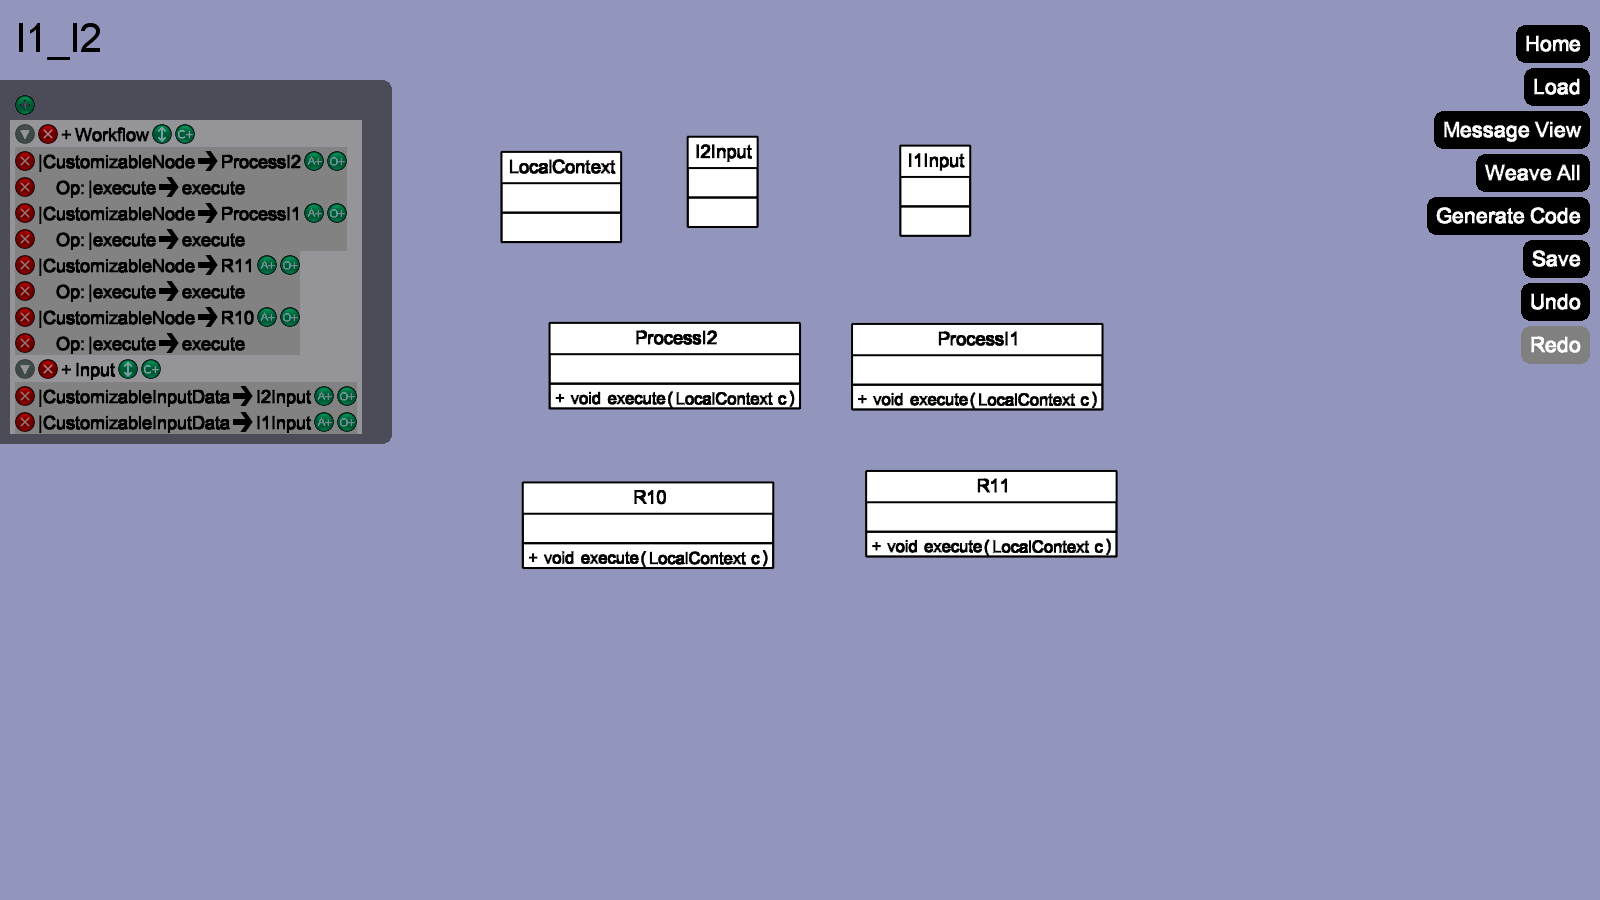 I1_I2
+ Workflow C+
|CustomizableNode ProcessI2 A+ O+
Op: |execute execute
|CustomizableNode ProcessI1 A+ O+
Op: |execute execute
|CustomizableNode R11 A+ O+
Op: |execute execute
|CustomizableNode R10 A+ O+
Op: |execute execute
+ Input C+
|CustomizableInputData I2Input A+ O+
|CustomizableInputData I1Input A+ O+
LocalContext
I2Input
I1Input
ProcessI2
+ void execute(LocalContext c)
ProcessI1
+ void execute(LocalContext c)
R10
+ void execute(LocalContext c)
R11
+ void execute(LocalContext c)
Home
Load
Message View
Weave All
Generate Code
Save
Undo
Redo